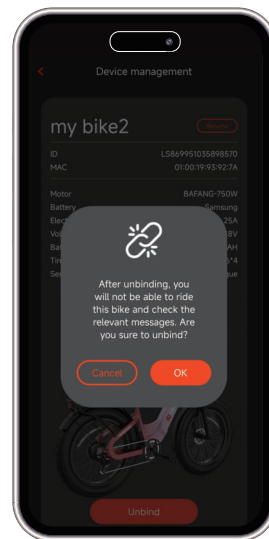 Device management
my bike2
Rename
ID LS869951035898570
MAC 01:00:19:93:92:7A
Motor BAFANG-750W
Battery Samsung
25A
After unbinding, you
will not be able to ride
this bike and check the
relevant messages. Are
you sure to unbind?
Cancel OK
Unbind